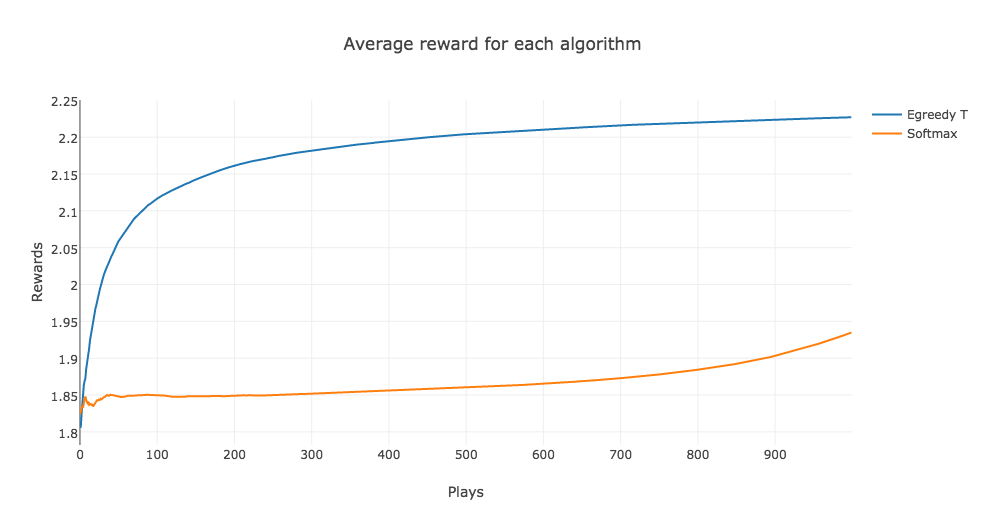 Average reward for each algorithm
2.25
2.2
2.15
2.1
2.05
2
1.95
1.9
1.85
1.8
Rewards
0 100 200 300 400 500 600 700 800 900
Plays
Egreedy T
Softmax